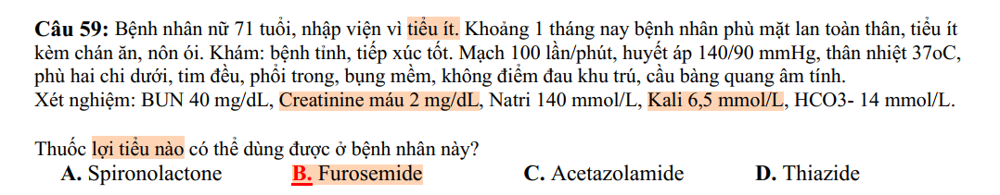 Câu 59: Bệnh nhân nữ 71 tuổi, nhập viện vì tiểu ít. Khoảng 1 tháng nay bệnh nhân phù mặt lan toàn thân, tiểu ít
kèm chán ăn, nôn ói. Khám: bệnh tỉnh, tiếp xúc tốt. Mạch 100 lần/phút, huyết áp 140/90 mmHg, thân nhiệt 37oC,
phù hai chi dưới, tim đều, phổi trong, bụng mềm, không điểm đau khu trú, cầu bàng quang âm tính.
Xét nghiệm: BUN 40 mg/dL, Creatinine máu 2 mg/dL, Natri 140 mmol/L, Kali 6,5 mmol/L, HCO3- 14 mmol/L.
Thuốc lợi tiểu nào có thể dùng được ở bệnh nhân này?
A. Spironolactone B. Furosemide C. Acetazolamide D. Thiazide